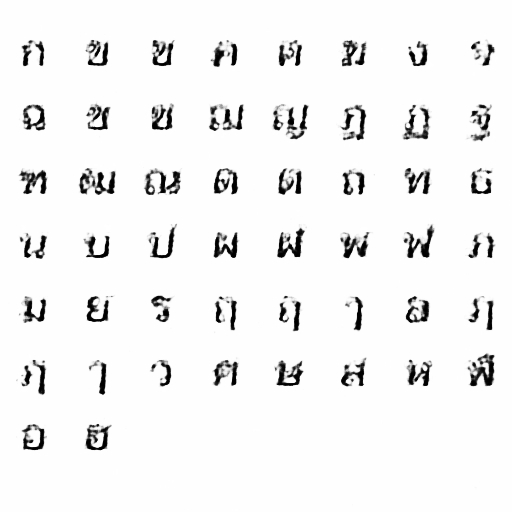 ก ข ฃ ค ฅ ฆ ง จ
ฉ ช ซ ฌ ญ ฎ ฏ ฐ
ฑ ฒ ณ ด ต ถ ท ธ
น บ ป ผ ฝ พ ฟ ภ
ม ย ร ฤ ฤ า ล ฦ
ฦ ๅ ว ศ ษ ส ห ฬ
อ ฮ